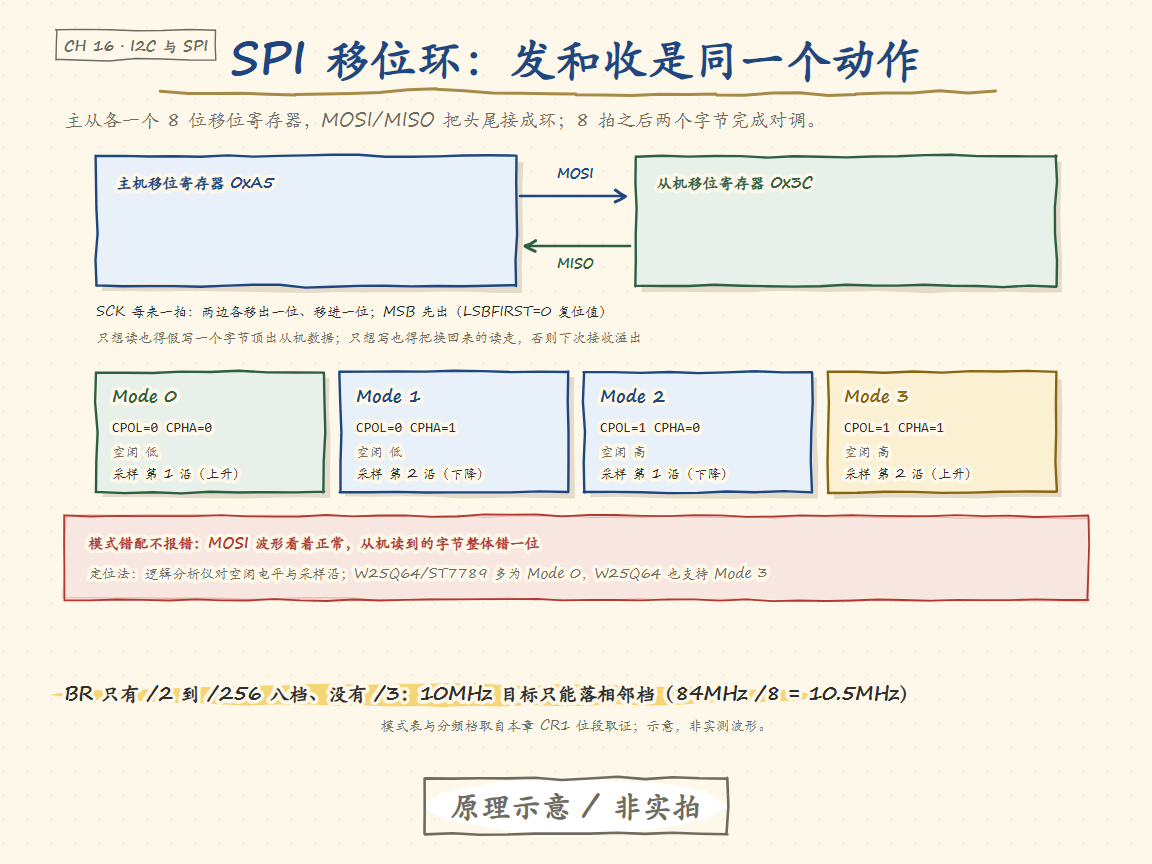 CH 16 · I2C 与 SPI
SPI 移位环：发和收是同一个动作
主从各一个 8 位移位寄存器，MOSI/MISO 把头尾接成环；8 拍之后两个字节完成对调。
主机移位寄存器 0xA5
MOSI
MISO
从机移位寄存器 0x3C
SCK 每来一拍：两边各移出一位、移进一位；MSB 先出（LSBFIRST=0 复位值）
只想读也得假写一个字节顶出从机数据；只想写也得把换回来的读走，否则下次接收溢出
Mode 0
CPOL=0 CPHA=0
空闲 低
采样 第 1 沿（上升）
Mode 1
CPOL=0 CPHA=1
空闲 低
采样 第 2 沿（下降）
Mode 2
CPOL=1 CPHA=0
空闲 高
采样 第 1 沿（下降）
Mode 3
CPOL=1 CPHA=1
空闲 高
采样 第 2 沿（上升）
模式错配不报错：MOSI 波形看着正常，从机读到的字节整体错一位
定位法：逻辑分析仪对空闲电平与采样沿；W25Q64/ST7789 多为 Mode 0，W25Q64 也支持 Mode 3
BR 只有 /2 到 /256 八档、没有 /3：10MHz 目标只能落相邻档（84MHz /8 = 10.5MHz）
模式表与分频档取自本章 CR1 位段取证；示意，非实测波形。
原理示意 / 非实拍